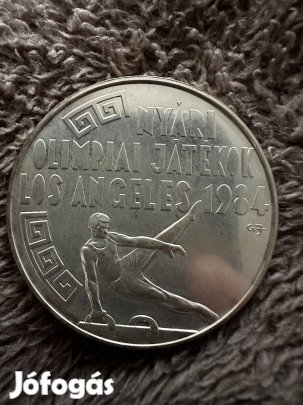 NYÁRI
OLIMPIAI JÁTÉKOK
LOS ANGELES 1984
Jófogás